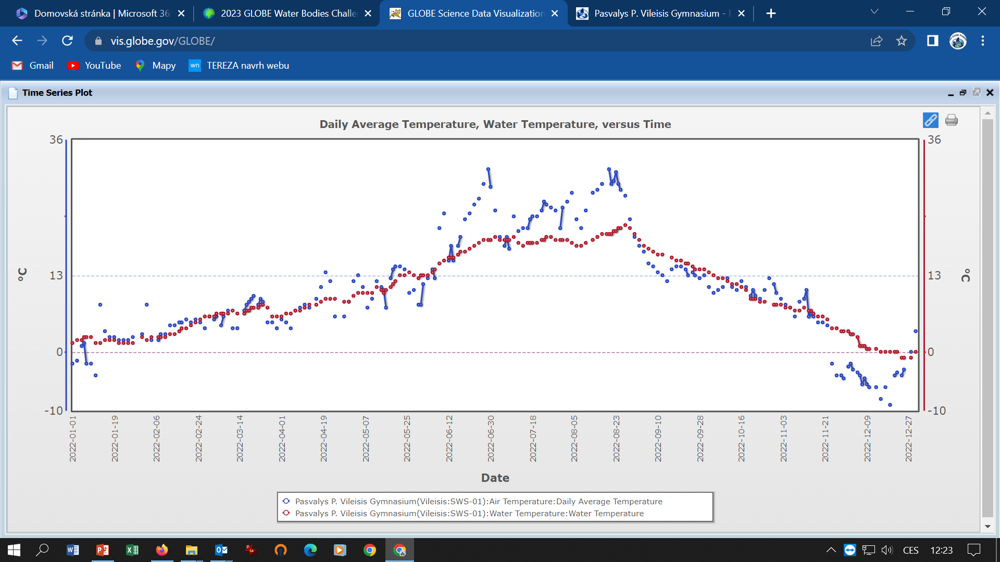 Domovská stránka | Microsoft 36
2023 GLOBE Water Bodies Challe
GLOBE Science Data Visualization
Pasvalys P. Vileisis Gymnasium -
vis.globe.gov/GLOBE/
Gmail
YouTube
Mapy
wn
TEREZA navrh webu
Time Series Plot
Daily Average Temperature, Water Temperature, versus Time
36
13
0
-10
°C
36
13
0
-10
°C
2022-01-01
2022-01-19
2022-02-06
2022-02-24
2022-03-14
2022-04-01
2022-04-19
2022-05-07
2022-05-25
2022-06-12
2022-06-30
2022-07-18
2022-08-05
2022-08-23
2022-09-10
2022-09-28
2022-10-16
2022-11-03
2022-11-21
2022-12-09
2022-12-27
Date
Pasvalys P. Vileisis Gymnasium(Vileisis:SWS-01):Air Temperature:Daily Average Temperature
Pasvalys P. Vileisis Gymnasium(Vileisis:SWS-01):Water Temperature:Water Temperature
CES
12:23